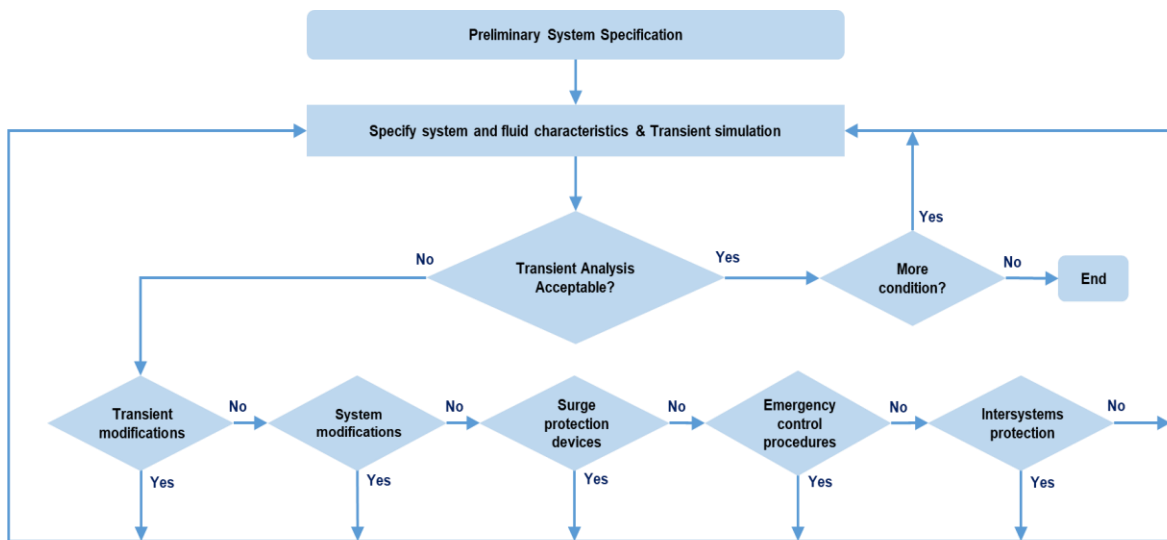 Preliminary System Specification
Specify system and fluid characteristics & Transient simulation
Yes
No
Transient Analysis
Acceptable?
Yes
More
condition?
No
End
Transient
modifications
No
System
modifications
No
Surge
protection
devices
No
Emergency
control
procedures
No
Intersystems
protection
No
Yes
Yes
Yes
Yes
Yes